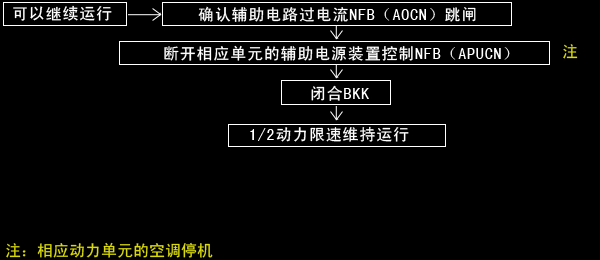 可以继续运行
确认辅助电路过电流NFB（AOCN）跳闸
断开相应单元的辅助电源装置控制NFB（APUCN）
注
闭合BKK
1/2动力限速维持运行
注：相应动力单元的空调停机